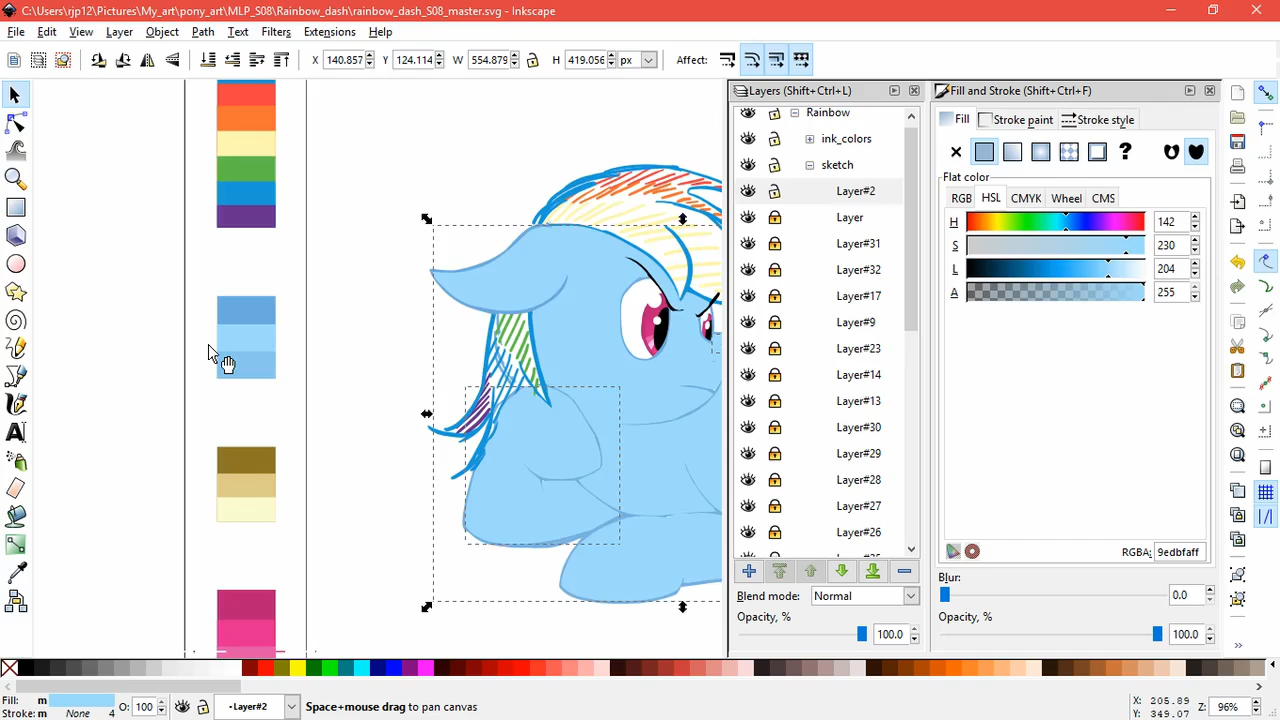 C:\Users\rjp12\Pictures\My_art\pony_art\MLP_S08\Rainbow_dash\rainbow_dash_S08_master.svg - Inkscape
File Edit View Layer Object Path Text Filters Extensions Help
X 140.857 Y 124.114 W 554.879 H 419.056 px Affect:
Layers (Shift+Ctrl+L)
Rainbow
ink_colors
sketch
Layer#2
Layer
Layer#31
Layer#32
Layer#17
Layer#9
Layer#23
Layer#14
Layer#13
Layer#30
Layer#29
Layer#28
Layer#27
Layer#26
Blend mode: Normal
Opacity, %
100.0
Fill and Stroke (Shift+Ctrl+F)
Fill Stroke paint Stroke style
?
Flat color
RGB HSL CMYK Wheel CMS
H 142
S 230
L 204
A 255
RGBA: 9edbfaff
Blur:
0.0
Opacity, %
100.0
Fill: m
Stroke: m None 4
O: 100
•Layer#2
Space+mouse drag to pan canvas
X: 205.89
Y: 349.07
Z: 96%